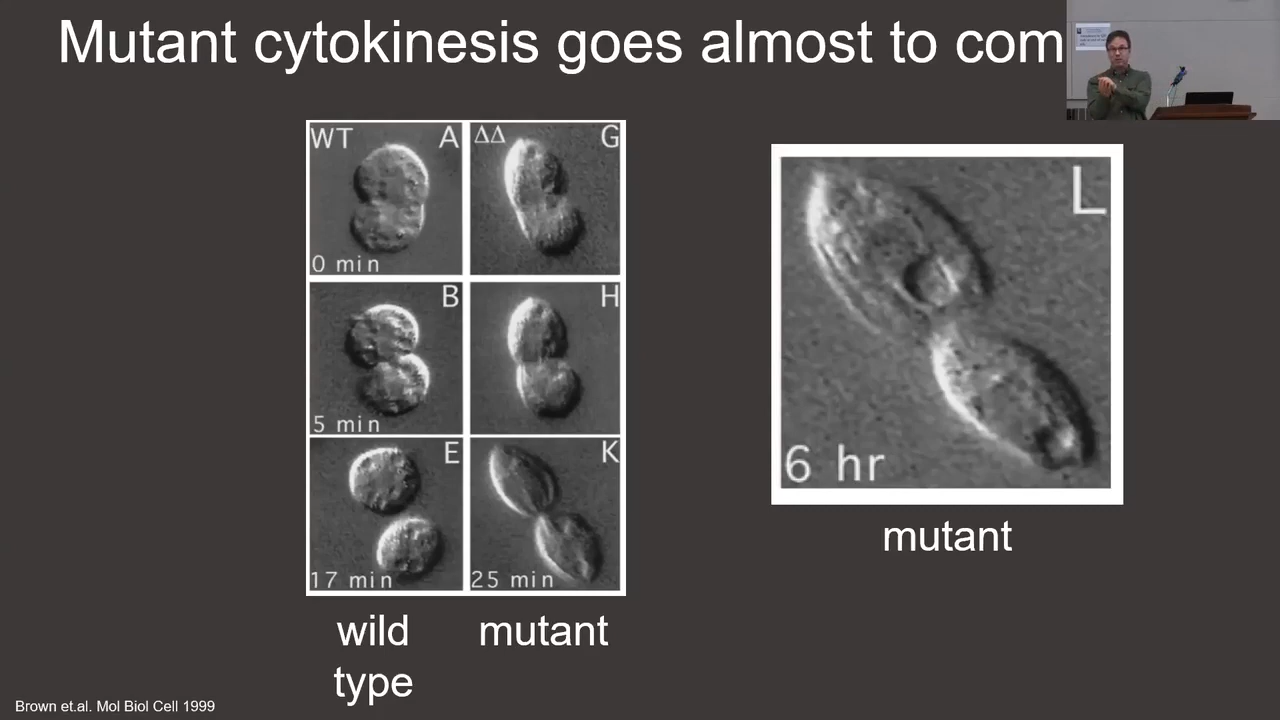 Mutant cytokinesis goes almost to com
WT A
ΔΔ G
0 min
B
H
5 min
E
K
17 min
25 min
L
6 hr
mutant
wild
type
mutant
Brown et.al. Mol Biol Cell 1999